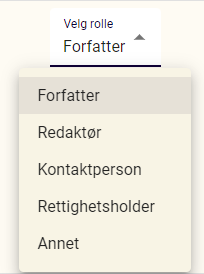 Velg rolle
Forfatter
Forfatter
Redaktør
Kontaktperson
Rettighetsholder
Annet